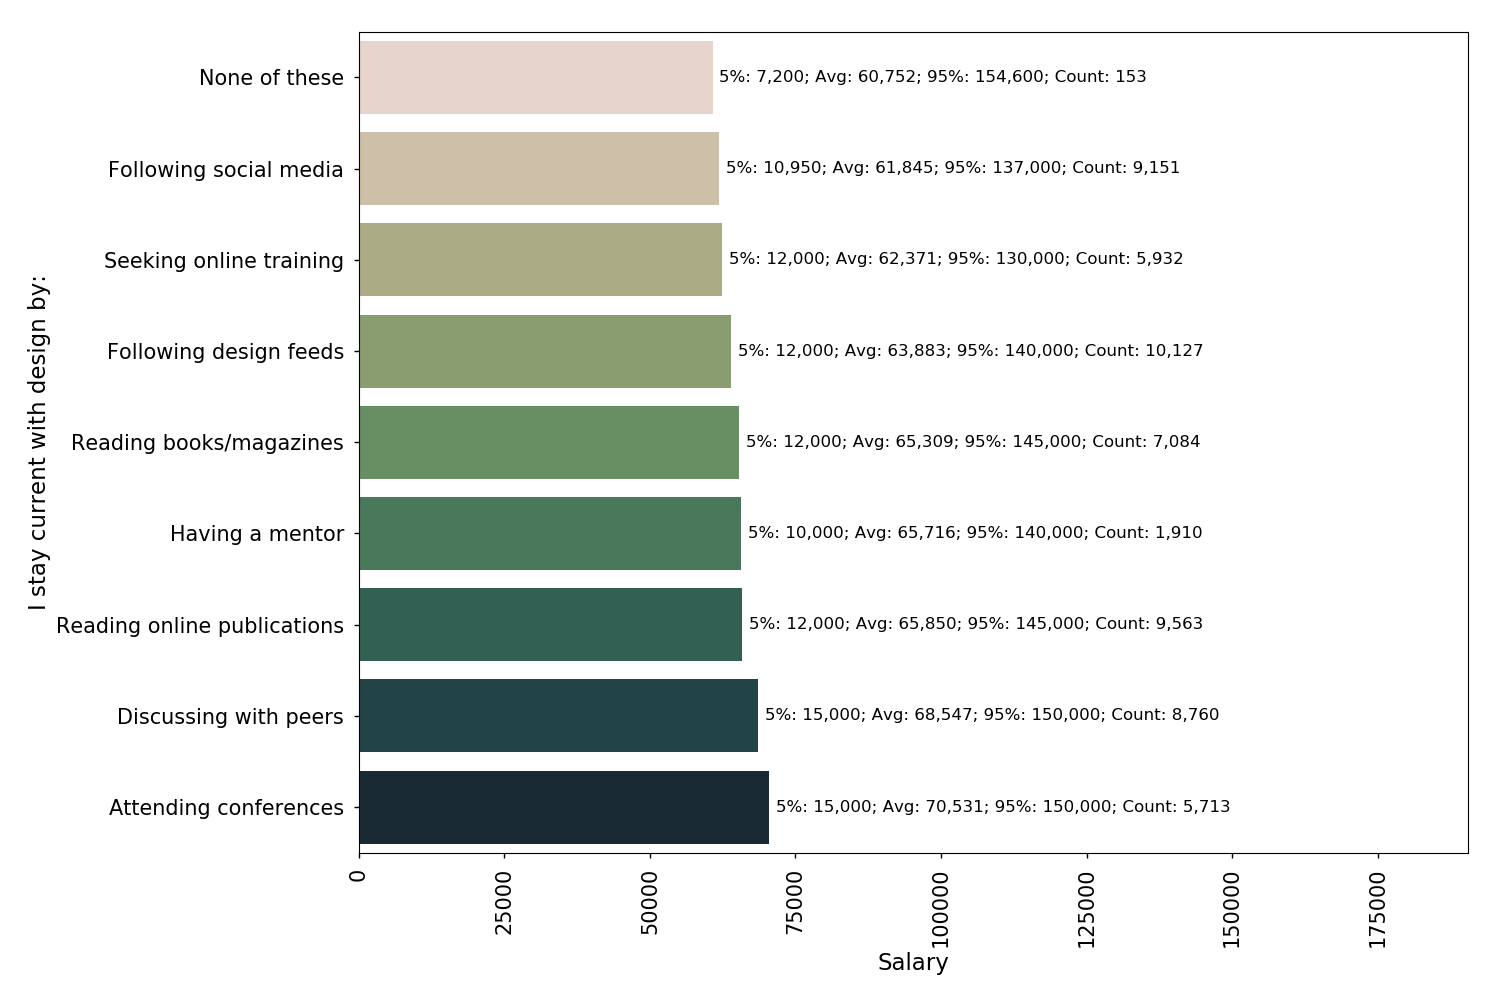 I stay current with design by:
None of these
5%: 7,200; Avg: 60,752; 95%: 154,600; Count: 153
Following social media
5%: 10,950; Avg: 61,845; 95%: 137,000; Count: 9,151
Seeking online training
5%: 12,000; Avg: 62,371; 95%: 130,000; Count: 5,932
Following design feeds
5%: 12,000; Avg: 63,883; 95%: 140,000; Count: 10,127
Reading books/magazines
5%: 12,000; Avg: 65,309; 95%: 145,000; Count: 7,084
Having a mentor
5%: 10,000; Avg: 65,716; 95%: 140,000; Count: 1,910
Reading online publications
5%: 12,000; Avg: 65,850; 95%: 145,000; Count: 9,563
Discussing with peers
5%: 15,000; Avg: 68,547; 95%: 150,000; Count: 8,760
Attending conferences
5%: 15,000; Avg: 70,531; 95%: 150,000; Count: 5,713
0
25000
50000
75000
100000
125000
150000
175000
Salary